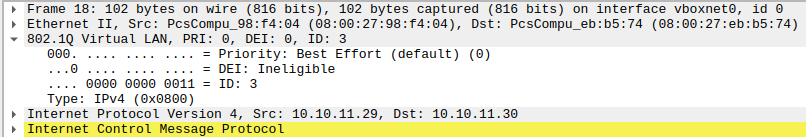 Frame 18: 102 bytes on wire (816 bits), 102 bytes captured (816 bits) on interface vboxnet0, id 0
Ethernet II, Src: PcsCompu_98:f4:04 (08:00:27:98:f4:04), Dst: PcsCompu_eb:b5:74 (08:00:27:eb:b5:74)
802.1Q Virtual LAN, PRI: 0, DEI: 0, ID: 3
000. .... .... .... = Priority: Best Effort (default) (0)
...0 .... .... .... = DEI: Ineligible
.... 0000 0000 0011 = ID: 3
Type: IPv4 (0x0800)
Internet Protocol Version 4, Src: 10.10.11.29, Dst: 10.10.11.30
Internet Control Message Protocol